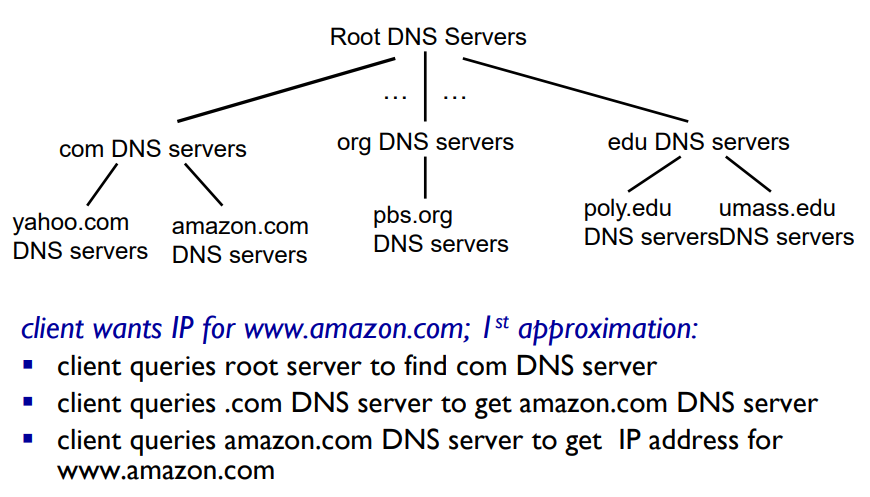 Root DNS Servers
… …
com DNS servers
org DNS servers
edu DNS servers
yahoo.com
DNS servers
amazon.com
DNS servers
pbs.org
DNS servers
poly.edu
DNS servers
umass.edu
DNS servers
client wants IP for www.amazon.com; 1st approximation:
▪ client queries root server to find com DNS server
▪ client queries .com DNS server to get amazon.com DNS server
▪ client queries amazon.com DNS server to get IP address for
www.amazon.com